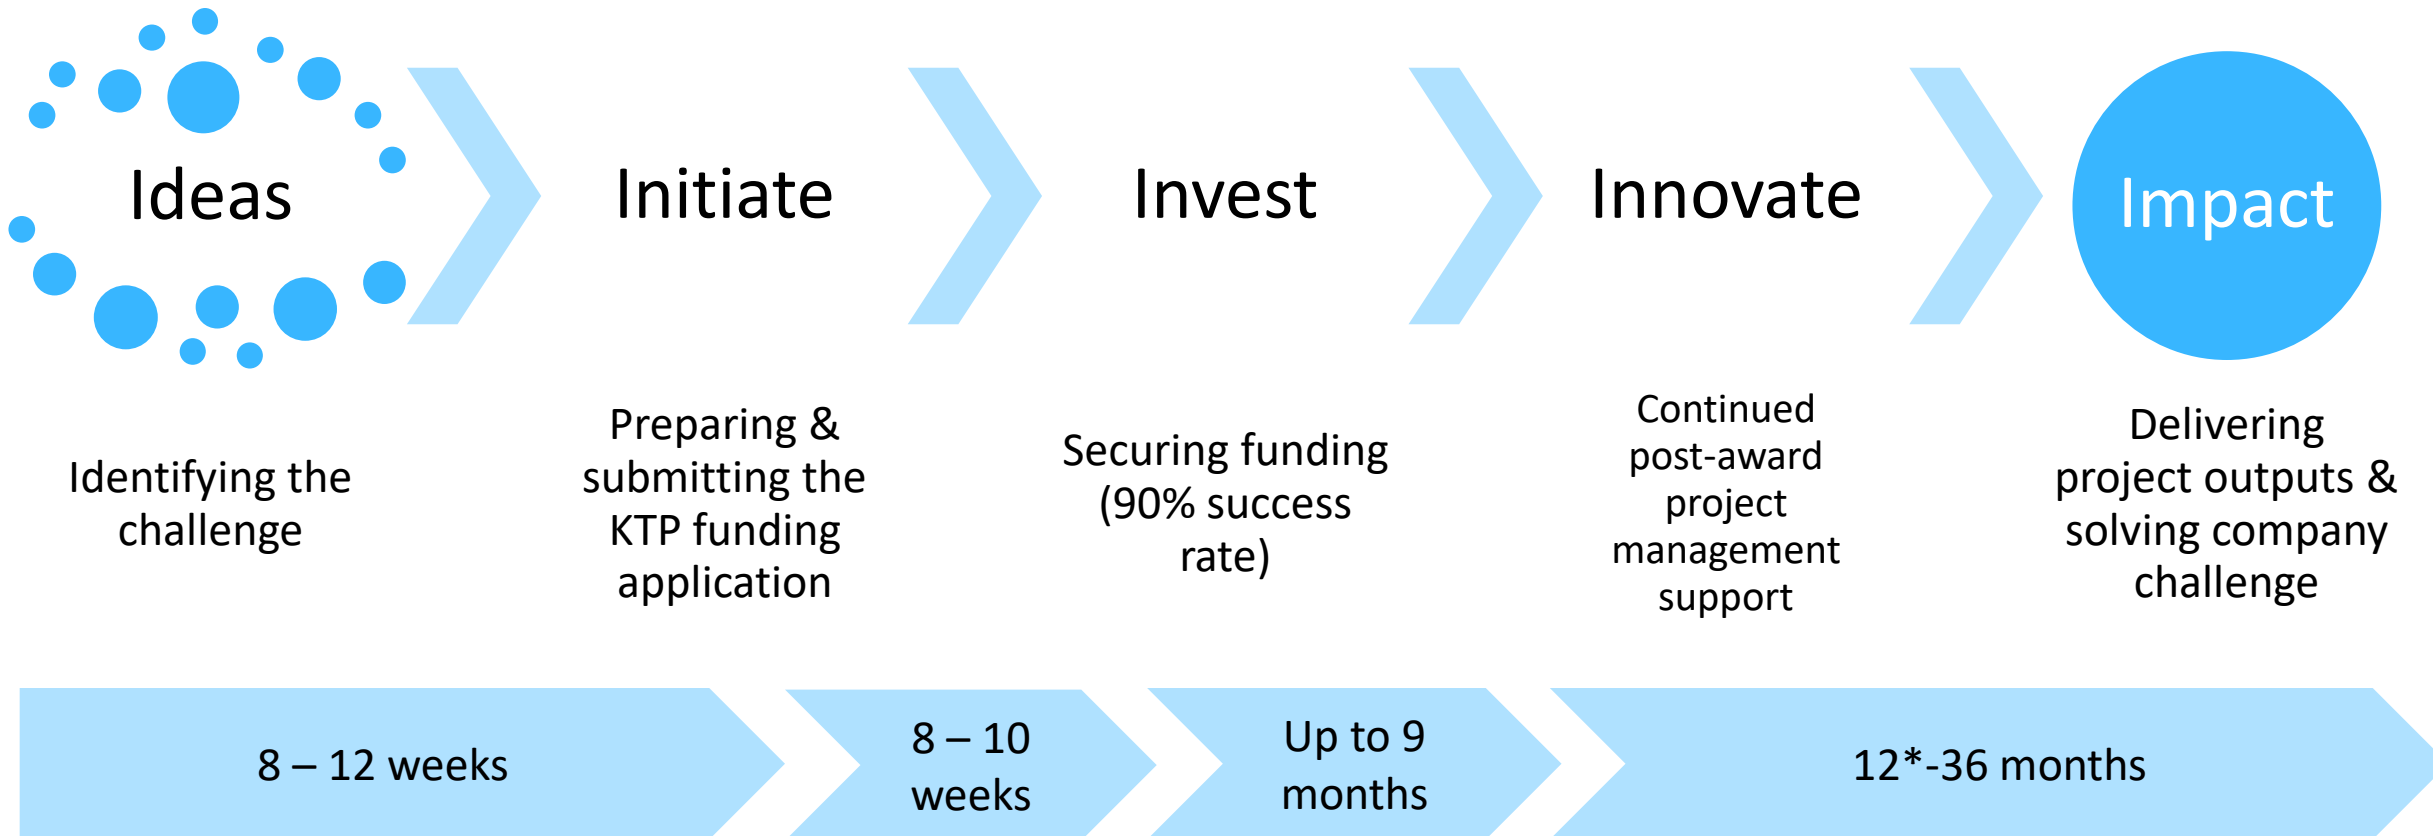 Ideas
Initiate
Invest
Innovate
Impact
Identifying the
challenge
Preparing &
submitting the
KTP funding
application
Securing funding
(90% success
rate)
Continued
post-award
project
management
support
Delivering
project outputs &
solving company
challenge
8 – 12 weeks
8 – 10
weeks
Up to 9
months
12*-36 months